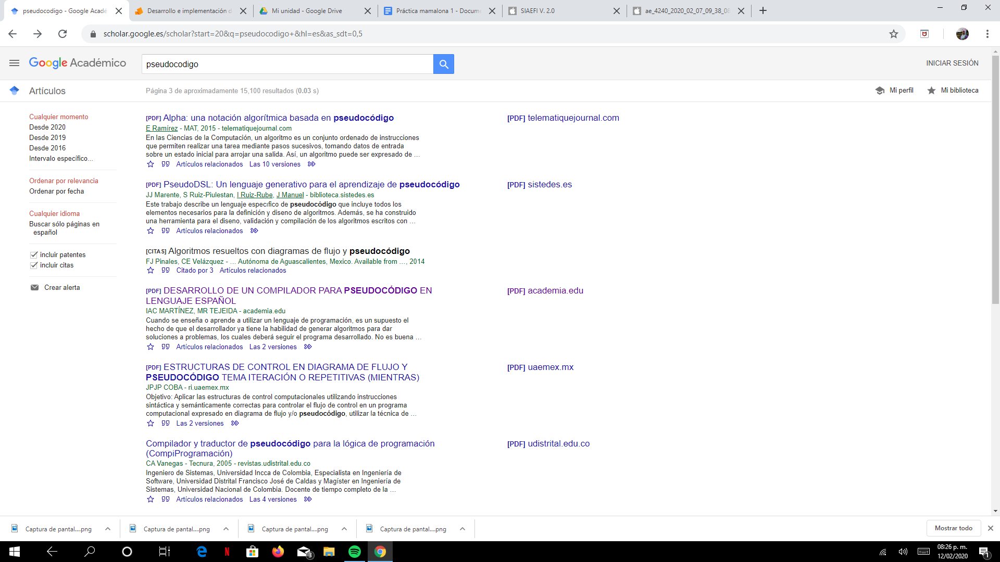 pseudocodigo - Google Acadé
Desarrollo e implementación d
Mi unidad - Google Drive
Práctica mamalona 1 - Docume
SIAEFI V. 2.0
ae_4240_2020_02_07_09_38_08
scholar.google.es/scholar?start=20&q=pseudocodigo+&hl=es&as_sdt=0,5
Google Académico
pseudocodigo
INICIAR SESIÓN
Artículos
Página 3 de aproximadamente 15,100 resultados (0.03 s)
Mi perfil
Mi biblioteca
Cualquier momento
Desde 2020
Desde 2019
Desde 2016
Intervalo específico...
Ordenar por relevancia
Ordenar por fecha
Cualquier idioma
Buscar sólo páginas en
español
incluir patentes
incluir citas
Crear alerta
[PDF] Alpha: una notación algorítmica basada en pseudocódigo
E Ramírez - MAT, 2015 - telematiquejournal.com
En las Ciencias de la Computación, un algoritmo es un conjunto ordenado de instrucciones
que permiten realizar una tarea mediante pasos sucesivos, tomando datos de entrada
sobre un estado inicial para arrojar una salida. Así, un algoritmo puede ser expresado de ...
Artículos relacionados Las 10 versiones
[PDF] telematiquejournal.com
[PDF] PseudoDSL: Un lenguaje generativo para el aprendizaje de pseudocódigo
JJ Marente, S Ruiz-Piulestan, I Ruiz-Rube, J Manuel - biblioteca.sistedes.es
Este trabajo describe un lenguaje específico de pseudocódigo que incluye todos los
elementos necesarios para la definición y diseno de algoritmos. Además, se ha construido
una herramienta para el diseno, validación y compilación de los algoritmos escritos con ...
Artículos relacionados
[PDF] sistedes.es
[CITAS] Algoritmos resueltos con diagramas de flujo y pseudocódigo
FJ Pinales, CE Velázquez - ... Autónoma de Aguascalientes, Mexico. Available from ..., 2014
Citado por 3 Artículos relacionados
[PDF] DESARROLLO DE UN COMPILADOR PARA PSEUDOCÓDIGO EN
LENGUAJE ESPAÑOL
IAC MARTÍNEZ, MR TEJEIDA - academia.edu
Cuando se enseña o aprende a utilizar un lenguaje de programación, es un supuesto el
hecho de que el desarrollador ya tiene la habilidad de generar algoritmos para dar
soluciones a problemas, los cuales deberá seguir el programa desarrollado. No es buena ...
Artículos relacionados Las 2 versiones
[PDF] academia.edu
[PDF] ESTRUCTURAS DE CONTROL EN DIAGRAMA DE FLUJO Y
PSEUDOCÓDIGO TEMA ITERACIÓN O REPETITIVAS (MIENTRAS)
JPJP COBA - ri.uaemex.mx
Objetivo: Aplicar las estructuras de control computacionales utilizando instrucciones
sintáctica y semánticamente correctas para controlar el flujo de control en un programa
computacional expresado en diagrama de flujo y/o pseudocódigo, utilizar la técnica de ...
Las 2 versiones
[PDF] uaemex.mx
Compilador y traductor de pseudocódigo para la lógica de programación
(CompiProgramación)
CA Vanegas - Tecnura, 2005 - revistas.udistrital.edu.co
Ingeniero de Sistemas, Universidad Incca de Colombia, Especialista en Ingeniería de
Software, Universidad Distrital Francisco José de Caldas y Magíster en Ingeniería de
Sistemas, Universidad Nacional de Colombia. Docente de tiempo completo de la ...
Artículos relacionados Las 4 versiones
[PDF] udistrital.edu.co
Captura de pantal....png
Captura de pantal....png
Captura de pantal....png
Captura de pantal....png
Mostrar todo
3
08:26 p. m.
12/02/2020
1